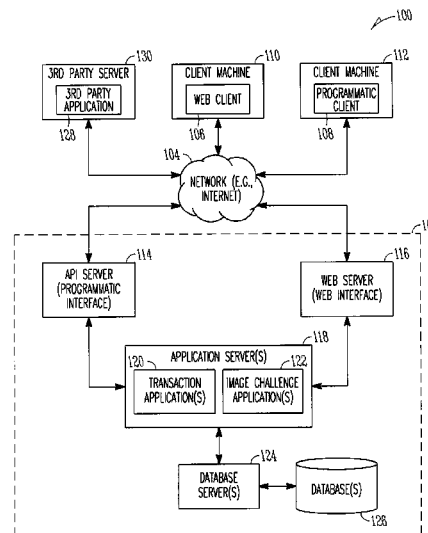 100
130
110
112
3RD PARTY SERVER
3RD PARTY
APPLICATION
128
CLIENT MACHINE
WEB CLIENT
106
CLIENT MACHINE
PROGRAMMATIC
CLIENT
108
104
NETWORK (E.G.,
INTERNET)
114
API SERVER
(PROGRAMMATIC
INTERFACE)
116
WEB SERVER
(WEB INTERFACE)
118
APPLICATION SERVER(S)
120
TRANSACTION
APPLICATION(S)
122
IMAGE CHALLENGE
APPLICATION(S)
124
DATABASE
SERVER(S)
DATABASE(S)
126